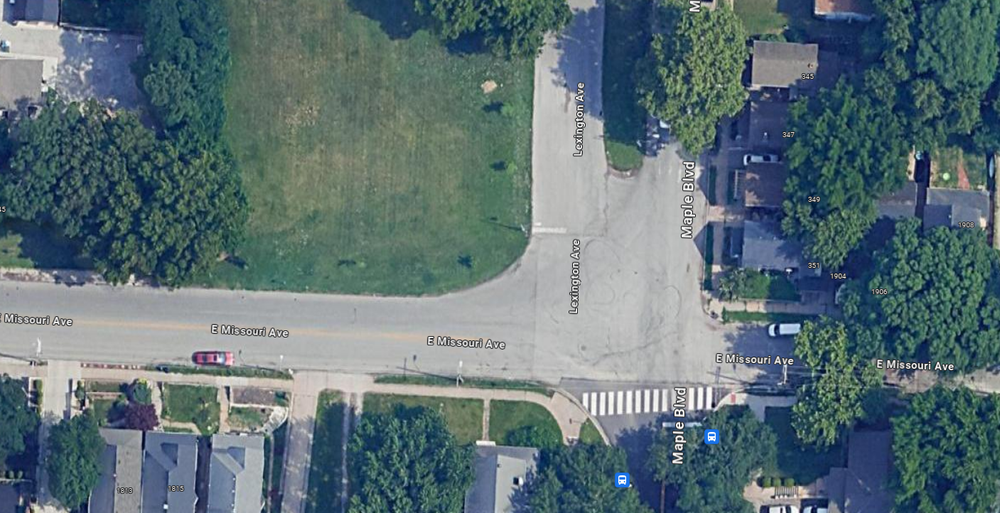 M
345
Lexington Ave
347
Maple Blvd
349
45
1908
Lexington Ave
351
1904
1906
E Missouri Ave
E Missouri Ave
E Missouri Ave
E Missouri Ave
E Missouri Ave
Maple Blvd
1813
1815